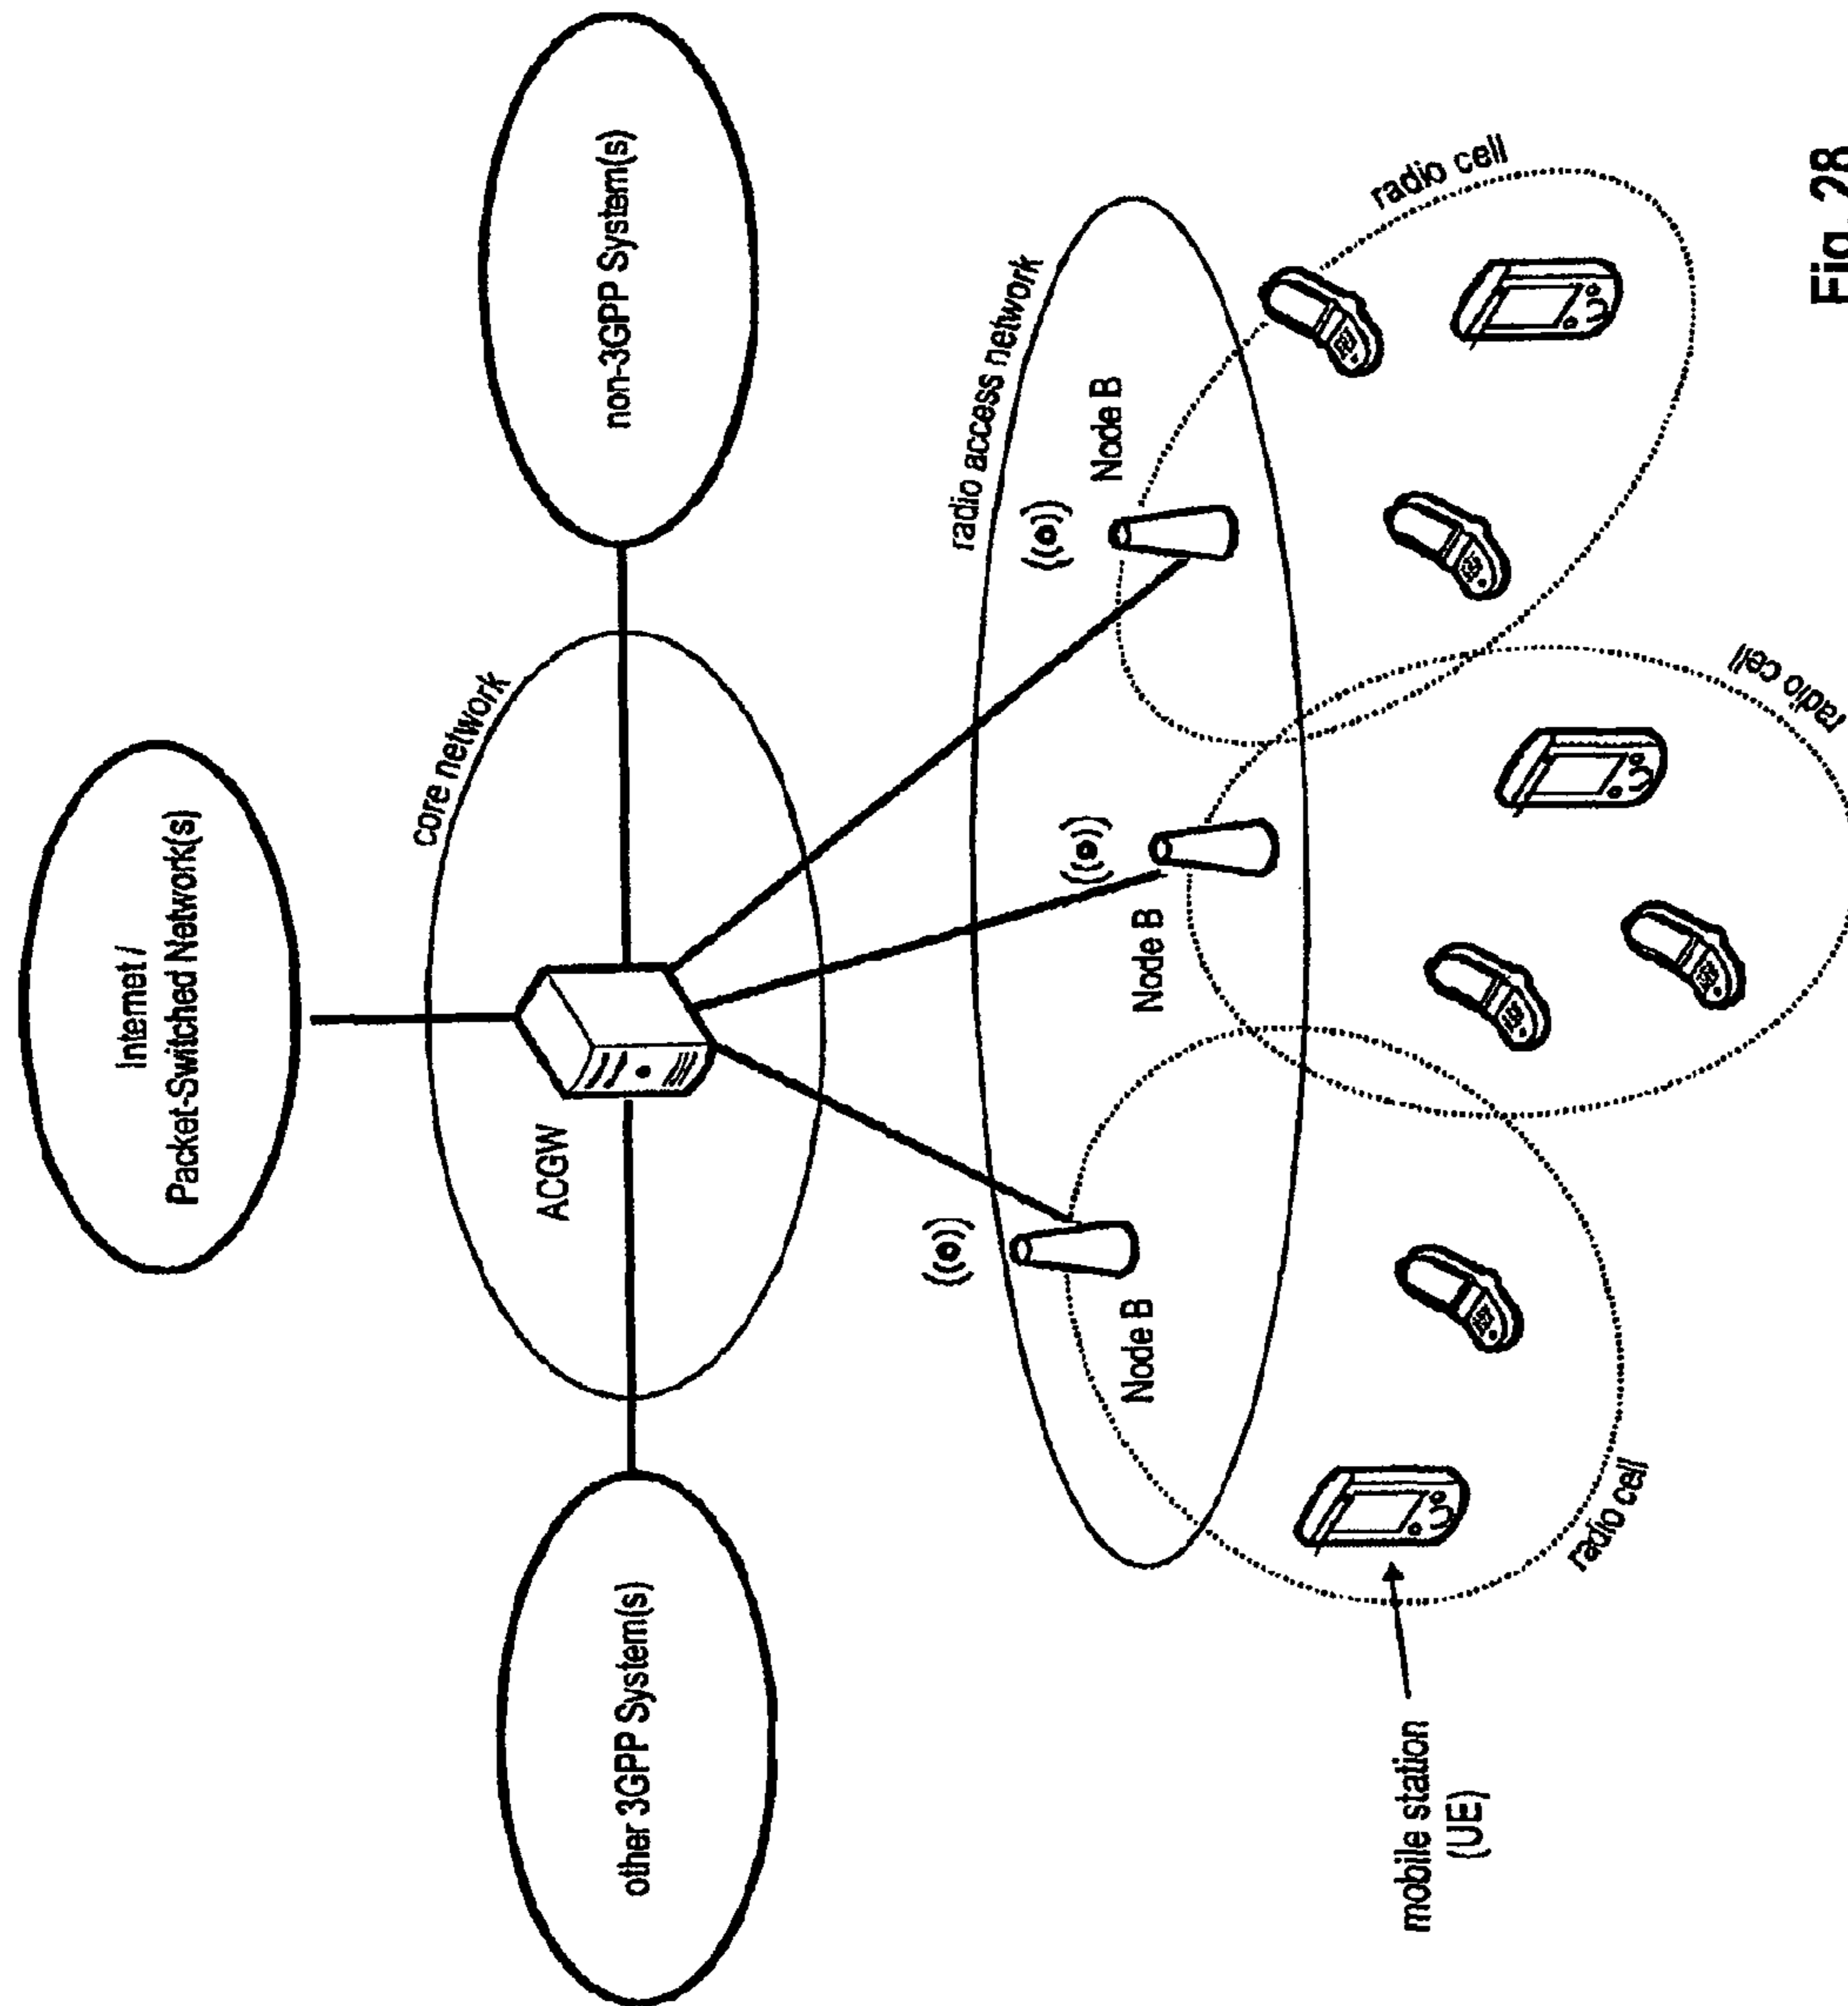 Internet /
Packet-Switched Network(s)
core network
ACGW
other 3GPP System(s)
non-3GPP System(s)
radio access network
Node B
Node B
Node B
radio cell
radio cell
radio cell
mobile station
(UE)
Fig. 28